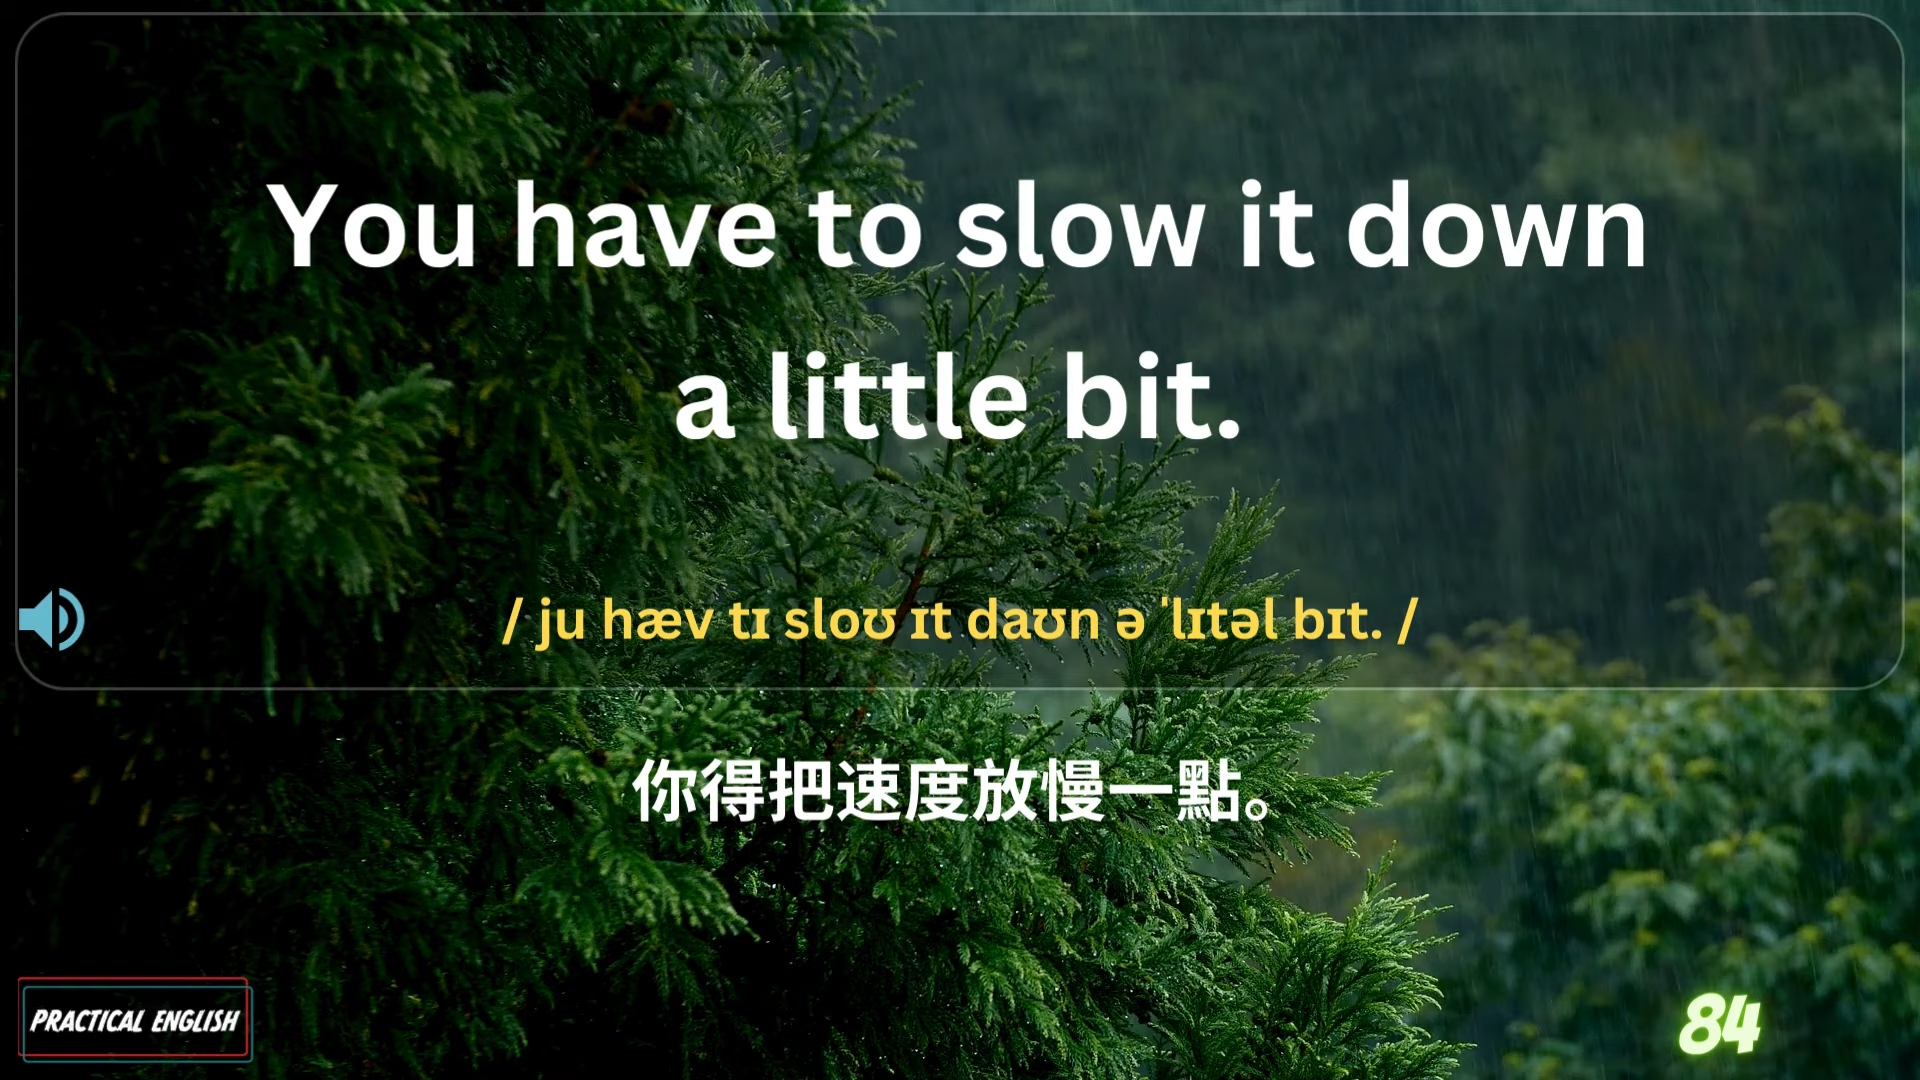 You have to slow it down
a little bit.
/ ju hæv tɪ sloʊ ɪt daʊn ə ˈlɪtəl bɪt. /
你得把速度放慢一點。
PRACTICAL ENGLISH
84